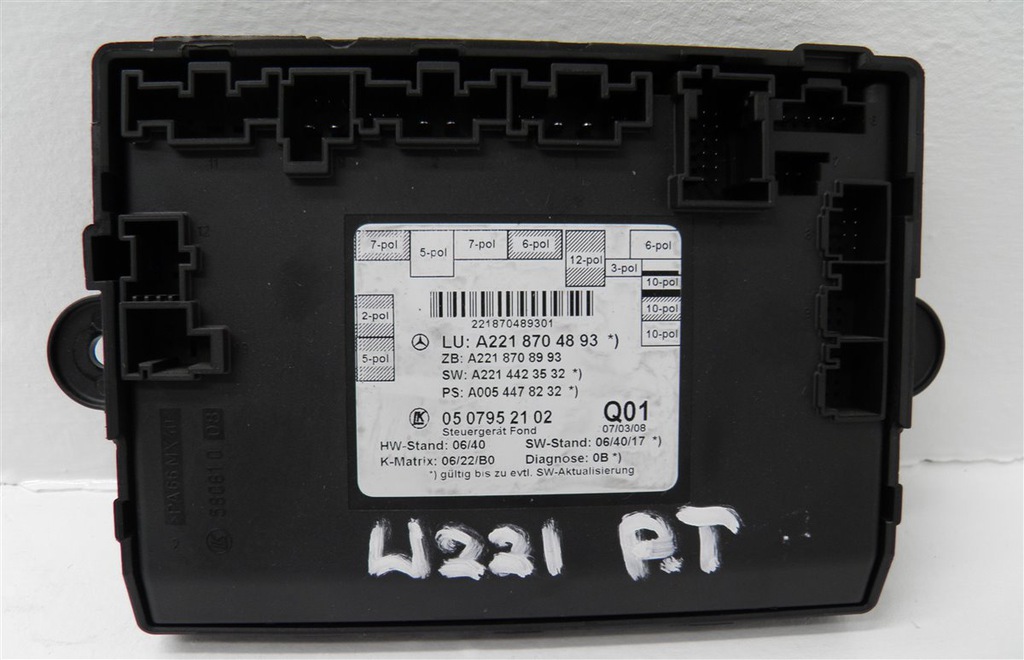 7-pol 5-pol 7-pol 6-pol 12-pol 3-pol 6-pol
10-pol
2-pol 10-pol
5-pol 10-pol
221870489301
LU: A221 870 48 93 *)
ZB: A221 870 89 93
SW: A221 442 35 32 *)
PS: A005 447 82 32 *)
LK 05 0795 21 02 Q01
Steuergerät Fond 07/03/08
HW-Stand: 06/40 SW-Stand: 06/40/17 *)
K-Matrix: 06/22/B0 Diagnose: 0B *)
*) gültig bis zu evtl. SW-Aktualisierung
W221 P.T